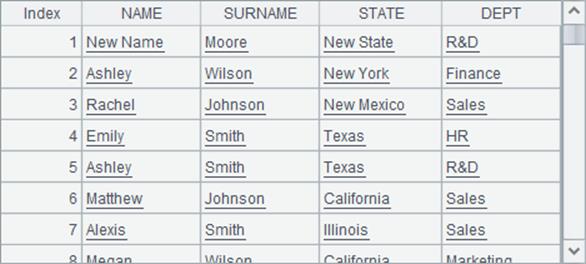 Index NAME SURNAME STATE DEPT
1 New Name Moore New State R&D
2 Ashley Wilson New York Finance
3 Rachel Johnson New Mexico Sales
4 Emily Smith Texas HR
5 Ashley Smith Texas R&D
6 Matthew Johnson California Sales
7 Alexis Smith Illinois Sales
8 Megan Wilson California Marketing